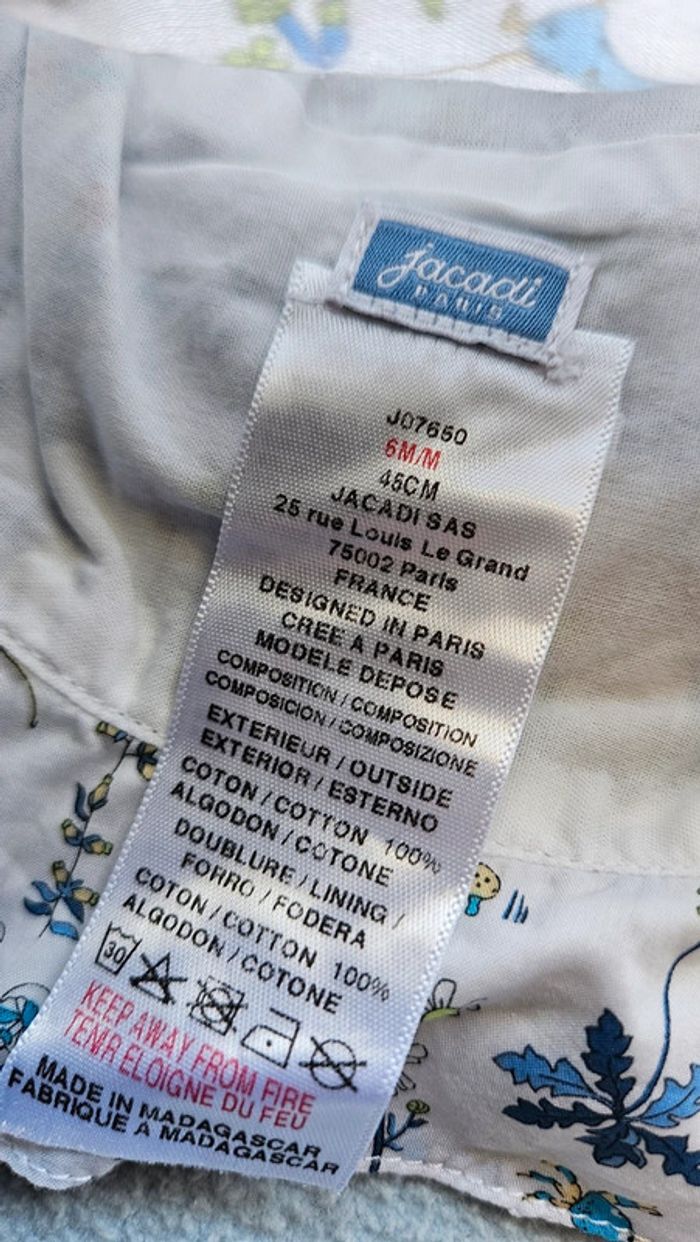 jacadi
PARIS
J07650
6M/M
45CM
JACADI SAS
25 rue Louis Le Grand
75002 Paris
FRANCE
DESIGNED IN PARIS
CREE A PARIS
MODELE DEPOSE
COMPOSITION / COMPOSITION
COMPOSICION / COMPOSIZIONE
EXTERIEUR / OUTSIDE
EXTERIOR / ESTERNO
COTON / COTTON 100%
ALGODON / COTONE
DOUBLURE / LINING /
FORRO / FODERA
COTON / COTTON 100%
ALGODON / COTONE
30
KEEP AWAY FROM FIRE
TENIR ELOIGNE DU FEU
MADE IN MADAGASCAR
FABRIQUE A MADAGASCAR